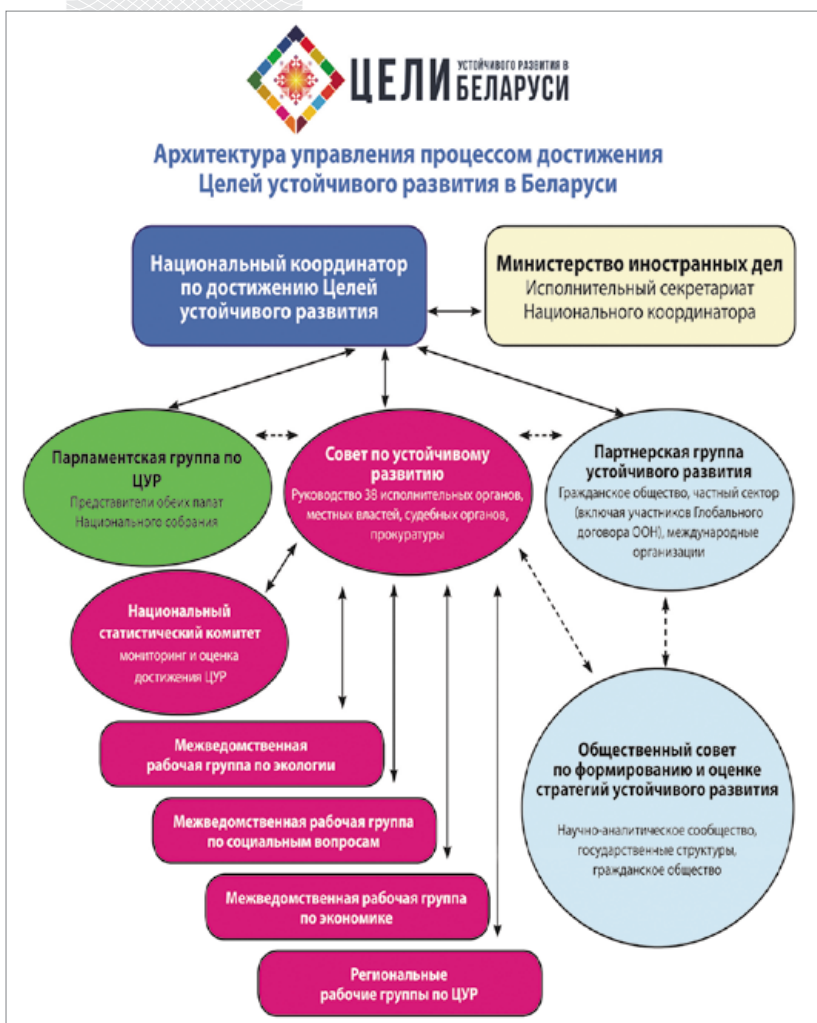 ЦЕЛИ УСТОЙЧИВОГО РАЗВИТИЯ В
БЕЛАРУСИ
Архитектура управления процессом достижения
Целей устойчивого развития в Беларуси
Национальный координатор
по достижению Целей
устойчивого развития
Министерство иностранных дел
Исполнительный секретариат
Национального координатора
Парламентская группа по
ЦУР
Представители обеих палат
Национального собрания
Совет по устойчивому
развитию
Руководство 38 исполнительных органов,
местных властей, судебных органов,
прокуратуры
Партнерская группа
устойчивого развития
Гражданское общество, частный сектор
(включая участников Глобального
договора ООН), международные
организации
Национальный
статистический комитет
мониторинг и оценка
достижения ЦУР
Межведомственная
рабочая группа по экологии
Межведомственная рабочая группа
по социальным вопросам
Межведомственная рабочая группа
по экономике
Региональные
рабочие группы по ЦУР
Общественный совет
по формированию и оценке
стратегий устойчивого развития
Научно-аналитическое сообщество,
государственные структуры,
гражданское общество